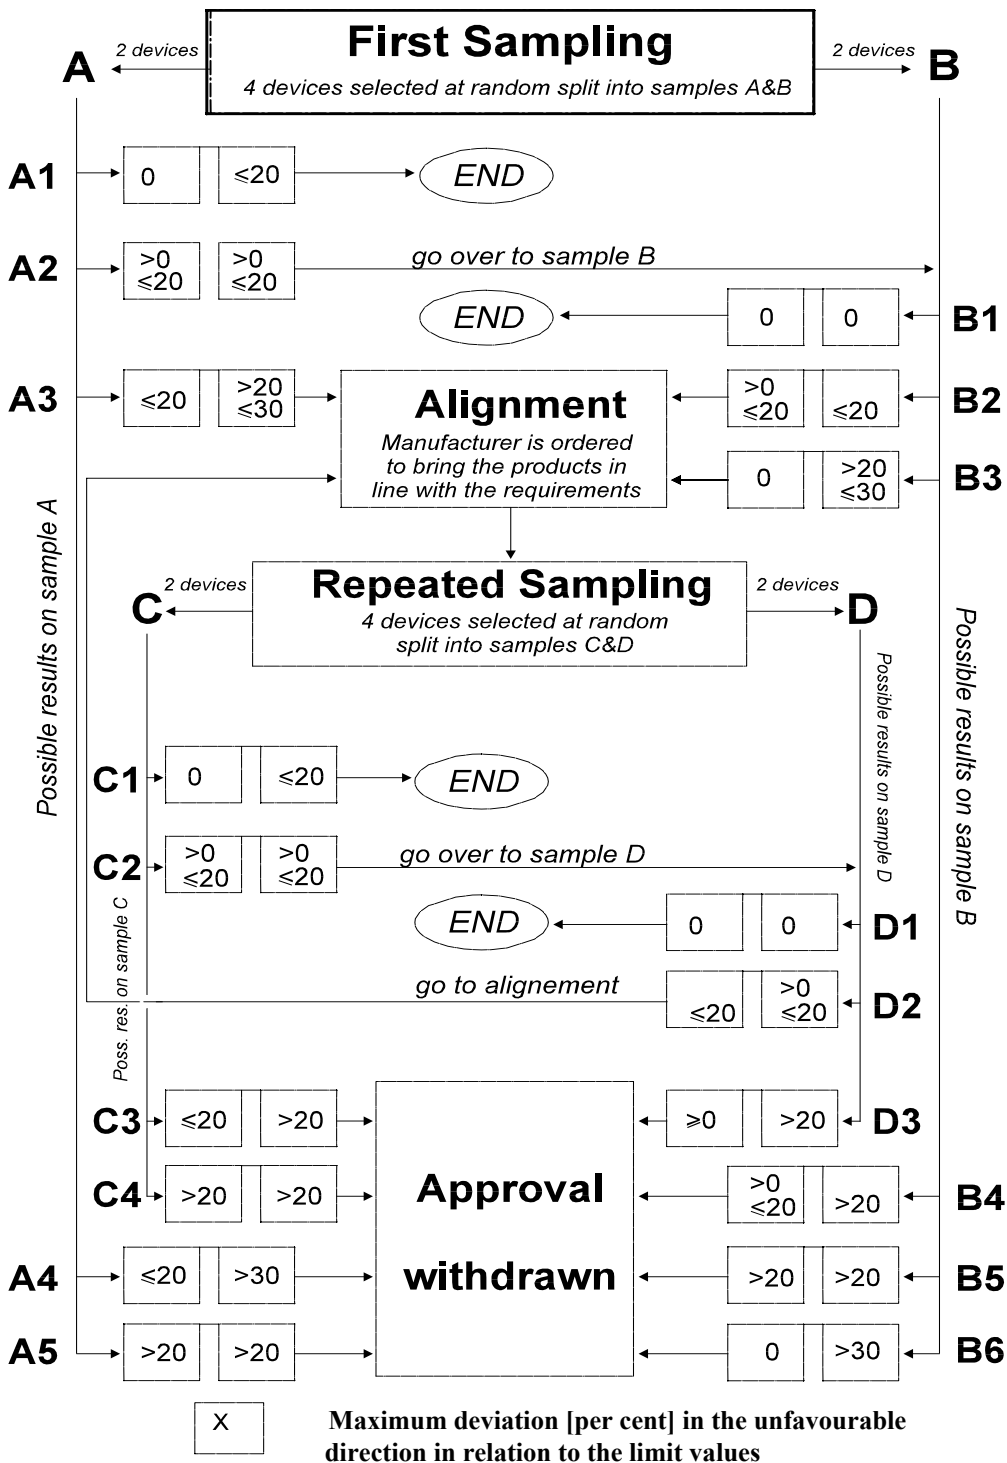 First Sampling
4 devices selected at random split into samples A&B
A
2 devices
2 devices
B
A1
0
≤20
END
A2
>0
≤20
>0
≤20
go over to sample B
END
0
0
B1
A3
≤20
>20
≤30
Alignment
Manufacturer is ordered
to bring the products in
line with the requirements
>0
≤20
≤20
B2
0
>20
≤30
B3
Possible results on sample A
Possible results on sample B
C
2 devices
Repeated Sampling
4 devices selected at random
split into samples C&D
2 devices
D
Possible results on sample D
C1
0
≤20
END
C2
>0
≤20
>0
≤20
go over to sample D
Poss. res. on sample C
END
0
0
D1
go to alignement
≤20
>0
≤20
D2
C3
≤20
>20
≥0
>20
D3
C4
>20
>20
Approval
withdrawn
>0
≤20
>20
B4
A4
≤20
>30
>20
>20
B5
A5
>20
>20
0
>30
B6
X
Maximum deviation [per cent] in the unfavourable
direction in relation to the limit values